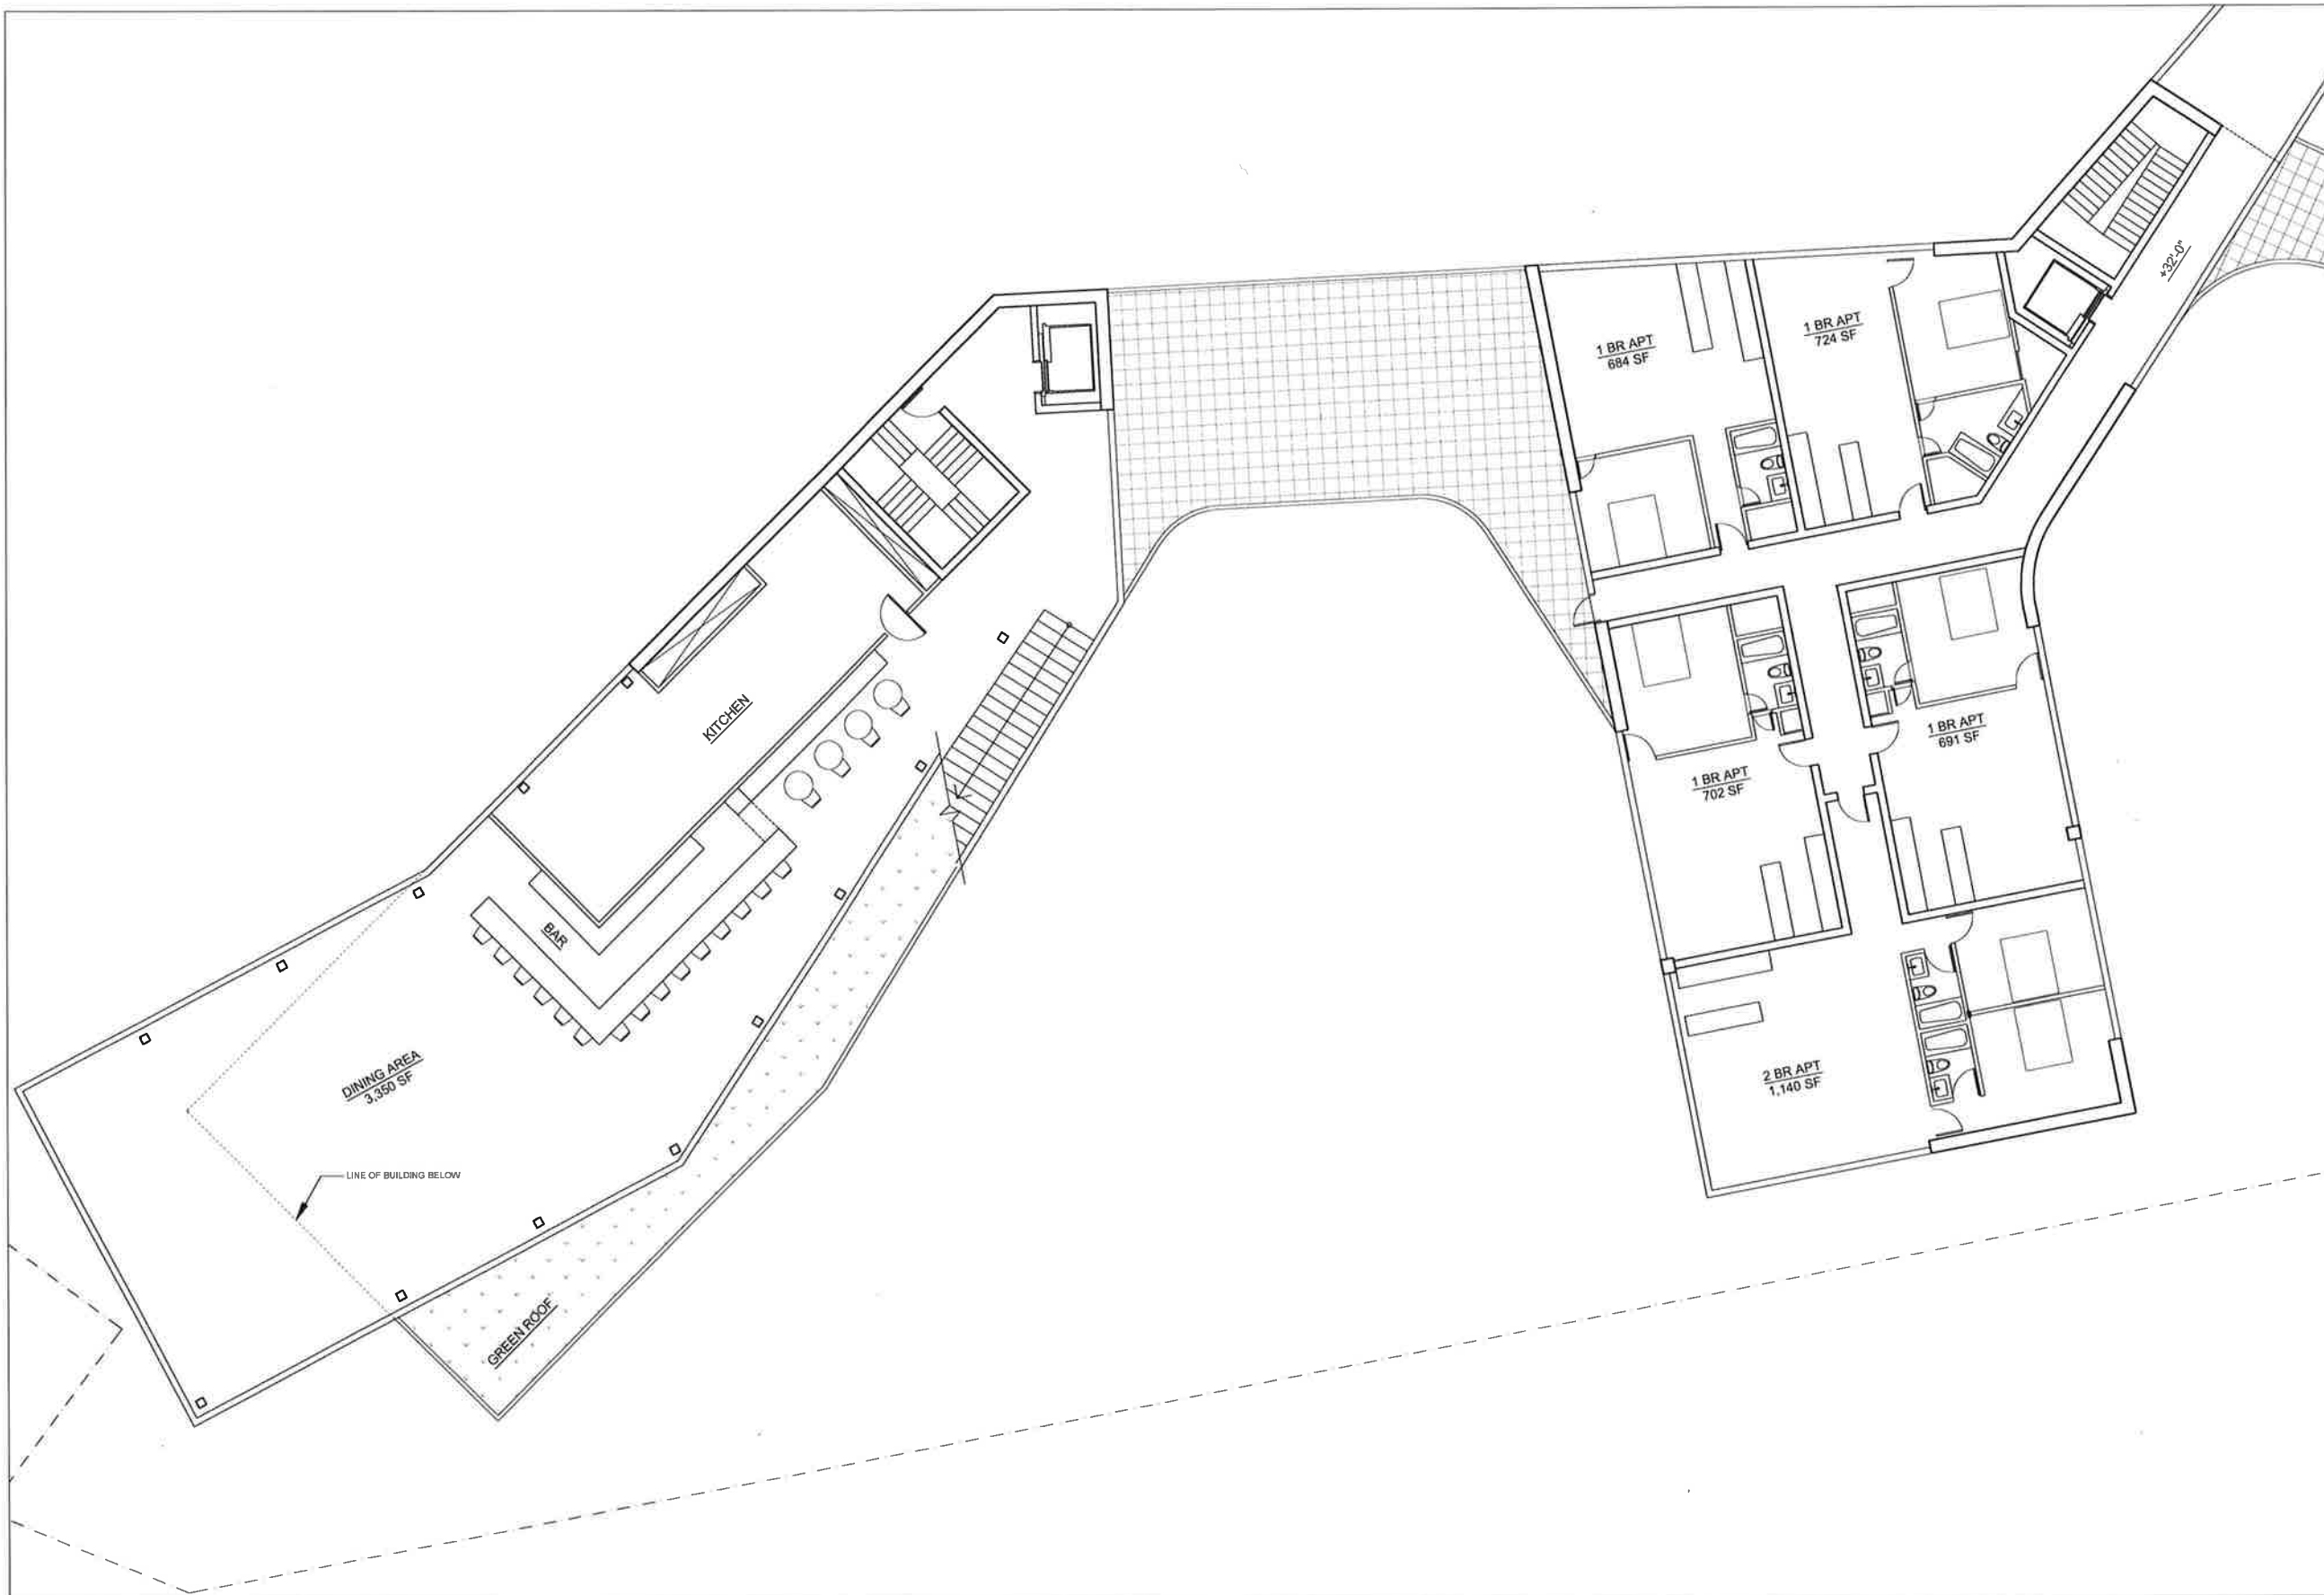 +32'-0"
1 BR APT
684 SF
1 BR APT
724 SF
KITCHEN
1 BR APT
691 SF
1 BR APT
702 SF
BAR
DINING AREA
3,350 SF
2 BR APT
1,140 SF
LINE OF BUILDING BELOW
GREEN ROOF